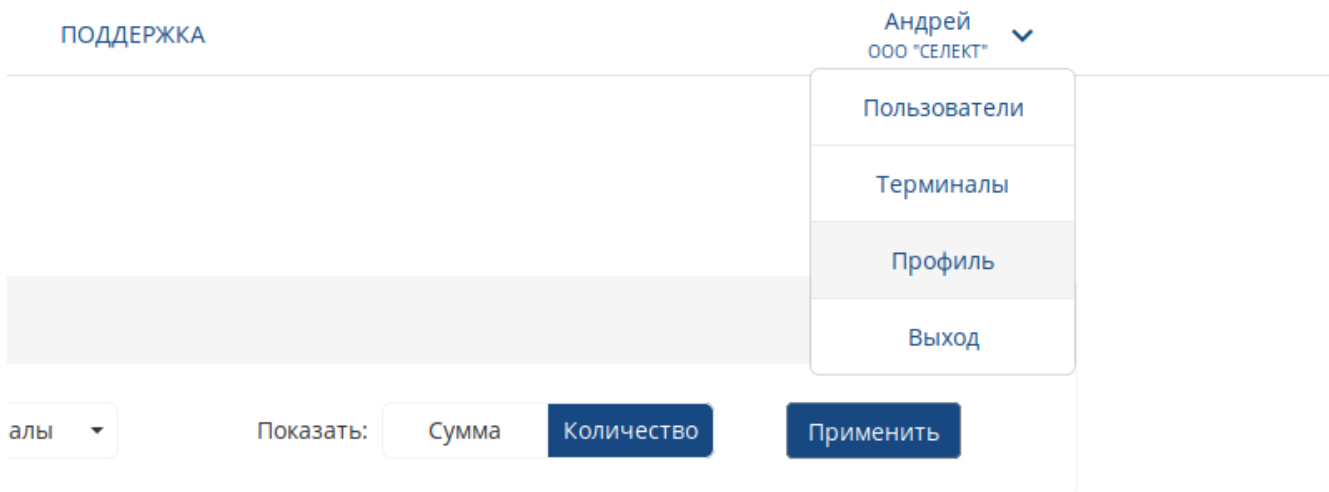 ПОДДЕРЖКА
Андрей
ООО "СЕЛЕКТ"
Пользователи
Терминалы
Профиль
Выход
алы
Показать:
Сумма
Количество
Применить